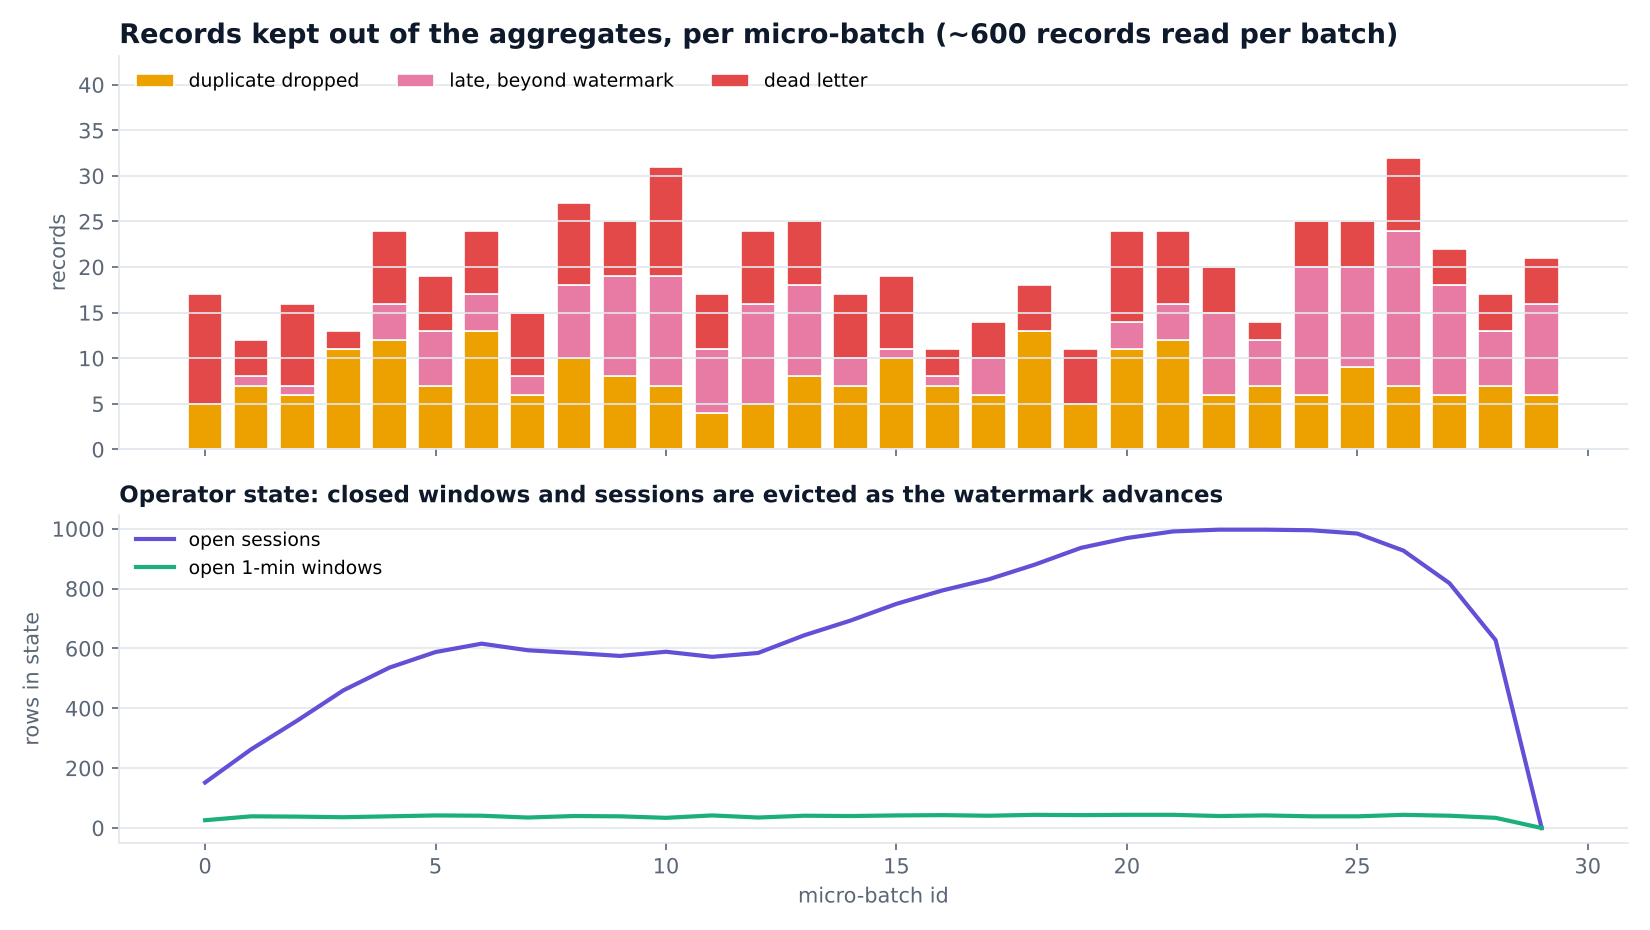 Records kept out of the aggregates, per micro-batch (~600 records read per batch)
duplicate dropped
late, beyond watermark
dead letter
40
35
30
25
20
15
10
5
0
records
Operator state: closed windows and sessions are evicted as the watermark advances
open sessions
open 1-min windows
1000
800
600
400
200
0
rows in state
0
5
10
15
20
25
30
micro-batch id